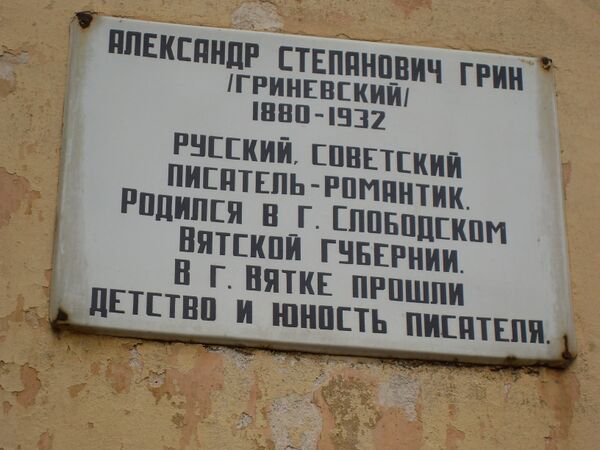 АЛЕКСАНДР СТЕПАНОВИЧ ГРИН
/ГРИНЕВСКИЙ/
1880-1932
РУССКИЙ, СОВЕТСКИЙ
ПИСАТЕЛЬ-РОМАНТИК.
РОДИЛСЯ В Г. СЛОБОДСКОМ
ВЯТСКОЙ ГУБЕРНИИ.
В Г. ВЯТКЕ ПРОШЛИ
ДЕТСТВО И ЮНОСТЬ ПИСАТЕЛЯ.